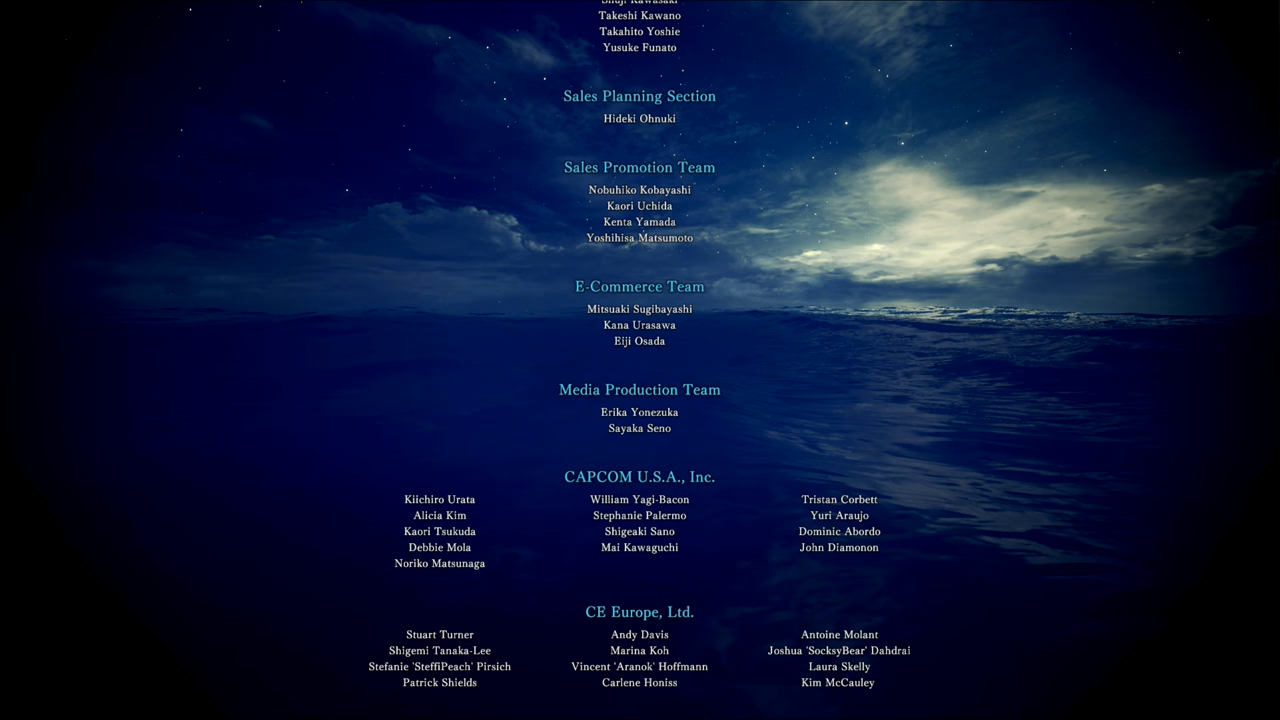 Shuji Kawasaki
Takeshi Kawano
Takahito Yoshie
Yusuke Funato
Sales Planning Section
Hideki Ohnuki
Sales Promotion Team
Nobuhiko Kobayashi
Kaori Uchida
Kenta Yamada
Yoshihisa Matsumoto
E-Commerce Team
Mitsuaki Sugibayashi
Kana Urasawa
Eiji Osada
Media Production Team
Erika Yonezuka
Sayaka Seno
CAPCOM U.S.A., Inc.
Kiichiro Urata William Yagi-Bacon Tristan Corbett
Alicia Kim Stephanie Palermo Yuri Araujo
Kaori Tsukuda Shigeaki Sano Dominic Abordo
Debbie Mola Mai Kawaguchi John Diamonon
Noriko Matsunaga
CE Europe, Ltd.
Stuart Turner Andy Davis Antoine Molant
Shigemi Tanaka-Lee Marina Koh Joshua 'SocksyBear' Dahdrai
Stefanie 'SteffiPeach' Pirsich Vincent 'Aranok' Hoffmann Laura Skelly
Patrick Shields Carlene Honiss Kim McCauley